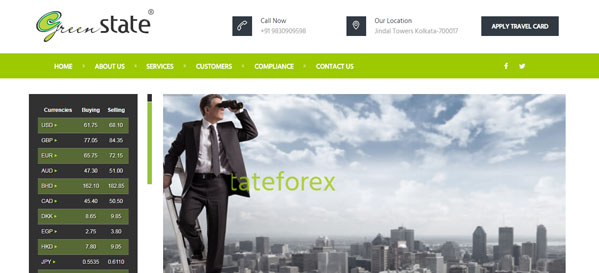 Green state®
Call Now
+91 9830909598
Our Location
Jindal Towers Kolkata-700017
APPLY TRAVEL CARD
HOME
ABOUT US
SERVICES
CUSTOMERS
COMPLIANCE
CONTACT US
Currencies Buying Selling
USD 61.75 68.10
GBP 77.05 84.35
EUR 65.75 72.15
AUD 47.30 51.00
BHD 162.10 182.85
CAD 45.40 50.50
DKK 8.65 9.85
EGP 2.75 3.80
HKD 7.80 9.05
JPY 0.5535 0.6110
tateforex